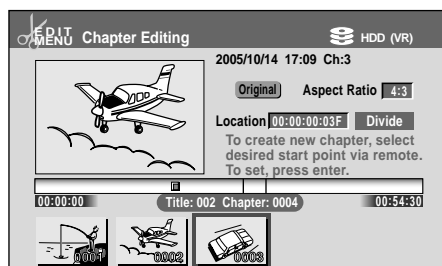 EDIT MENU Chapter Editing HDD (VR)
2005/10/14 17:09 Ch:3
Original Aspect Ratio 4:3
Location 00:00:00:03F Divide
To create new chapter, select
desired start point via remote.
To set, press enter.
00:00:00 Title: 002 Chapter: 0004 00:54:30
0001 0002 0003